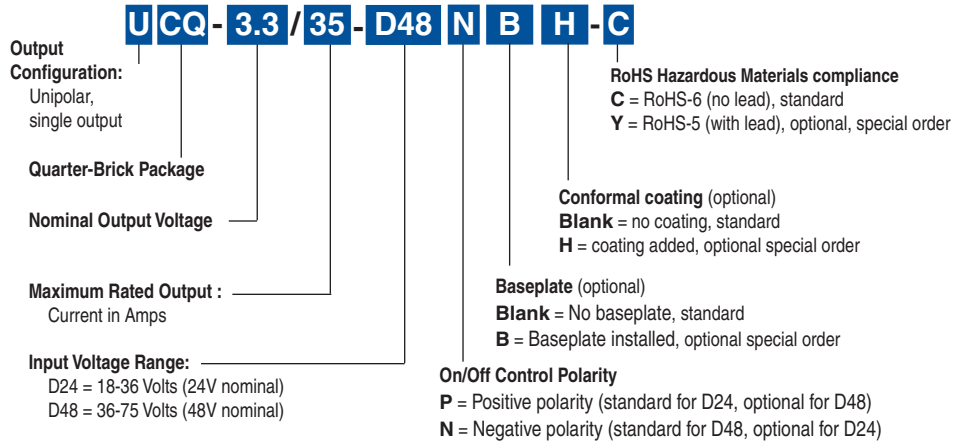 UCQ-3.3/35-D48NBH-C
Output
Configuration:
Unipolar,
single output
Quarter-Brick Package
Nominal Output Voltage
Maximum Rated Output :
Current in Amps
Input Voltage Range:
D24 = 18-36 Volts (24V nominal)
D48 = 36-75 Volts (48V nominal)
RoHS Hazardous Materials compliance
C = RoHS-6 (no lead), standard
Y = RoHS-5 (with lead), optional, special order
Conformal coating (optional)
Blank = no coating, standard
H = coating added, optional special order
Baseplate (optional)
Blank = No baseplate, standard
B = Baseplate installed, optional special order
On/Off Control Polarity
P = Positive polarity (standard for D24, optional for D48)
N = Negative polarity (standard for D48, optional for D24)